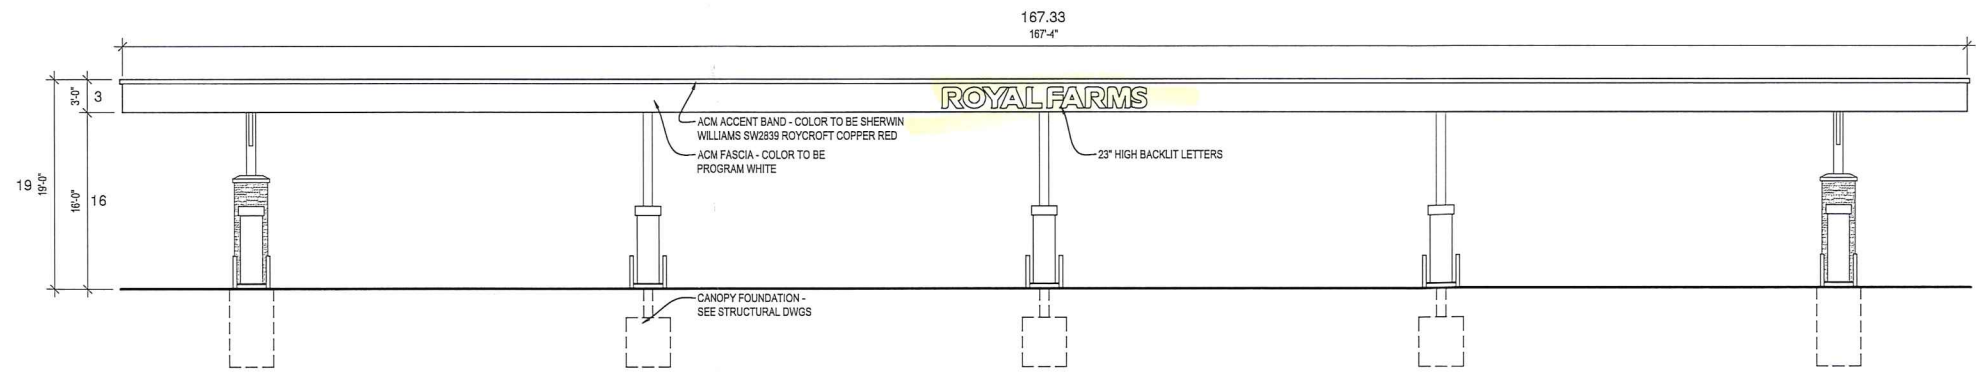 167.33
167'-4"
ROYAL FARMS
3'-0"
3
ACM ACCENT BAND - COLOR TO BE SHERWIN
WILLIAMS SW2839 ROYCROFT COPPER RED
ACM FASCIA - COLOR TO BE
PROGRAM WHITE
23" HIGH BACKLIT LETTERS
19
19'-0"
16'-0"
16
CANOPY FOUNDATION -
SEE STRUCTURAL DWGS